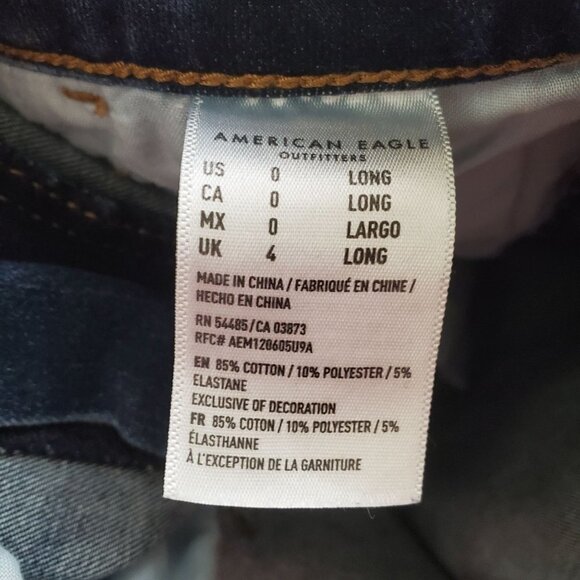 AMERICAN EAGLE
OUTFITTERS
US 0 LONG
CA 0 LONG
MX 0 LARGO
UK 4 LONG
MADE IN CHINA / FABRIQUÉ EN CHINE /
HECHO EN CHINA
RN 54485/CA 03873
RFC# AEM120605U9A
EN 85% COTTON / 10% POLYESTER / 5%
ELASTANE
EXCLUSIVE OF DECORATION
FR 85% COTON / 10% POLYESTER / 5%
ÉLASTHANNE
À L'EXCEPTION DE LA GARNITURE